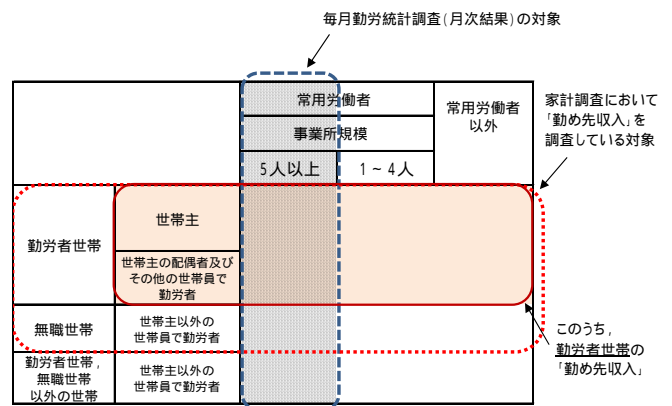 毎月勤労統計調査(月次結果)の対象
常用労働者
常用労働者
以外
事業所規模
5人以上
1~4人
家計調査において
「勤め先収入」を
調査している対象
勤労者世帯
世帯主
世帯主の配偶者及び
その他の世帯員で
勤労者
無職世帯
世帯主以外の
世帯員で勤労者
勤労者世帯,
無職世帯
以外の世帯
世帯主以外の
世帯員で勤労者
このうち,
勤労者世帯の
「勤め先収入」